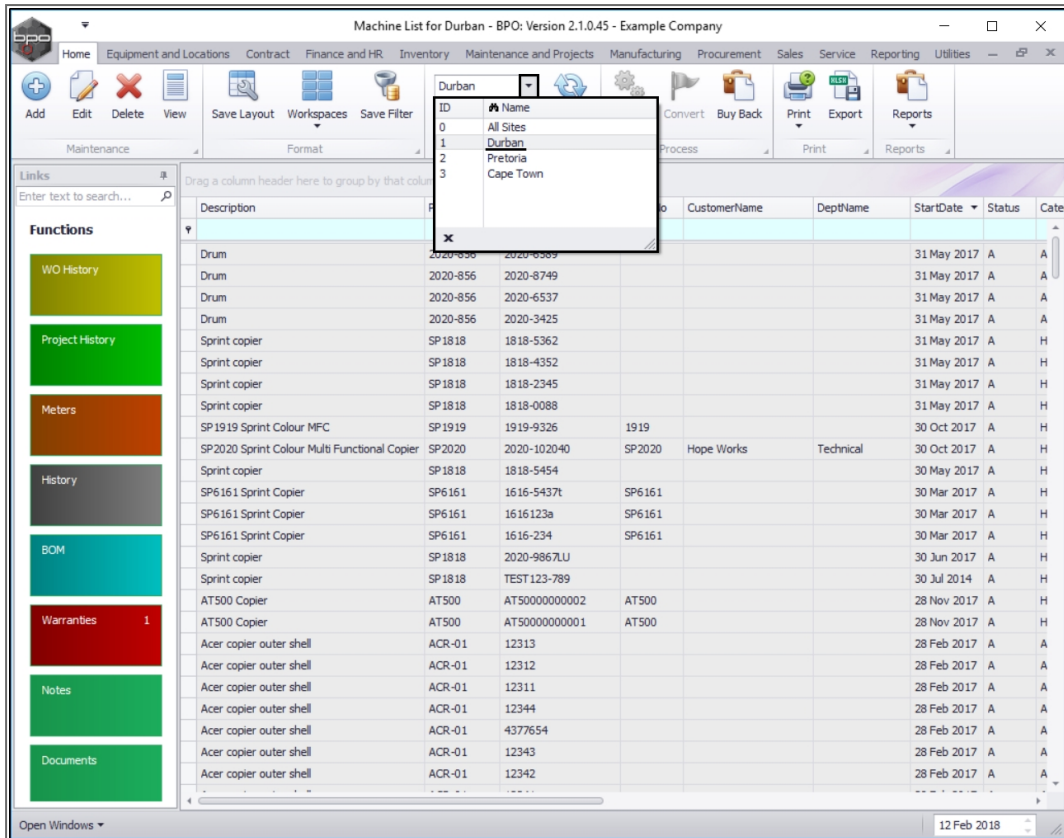 Machine List for Durban - BPO: Version 2.1.0.45 - Example Company
bpo
Home Equipment and Locations Contract Finance and HR Inventory Maintenance and Projects Manufacturing Procurement Sales Service Reporting Utilities
Durban
Add Edit Delete View Save Layout Workspaces Save Filter Convert Buy Back Print Export Reports
Maintenance Format Process Print Reports
ID Name
0 All Sites
1 Durban
2 Pretoria
3 Cape Town
Links
Enter text to search...
Functions
WO History
Project History
Meters
History
BOM
Warranties 1
Notes
Documents
Drag a column header here to group by that colum
Description CustomerName DeptName StartDate Status Cate
Drum 2020-856 2020-6589 31 May 2017 A A
Drum 2020-856 2020-8749 31 May 2017 A A
Drum 2020-856 2020-6537 31 May 2017 A A
Drum 2020-856 2020-3425 31 May 2017 A A
Sprint copier SP1818 1818-5362 31 May 2017 A H
Sprint copier SP1818 1818-4352 31 May 2017 A H
Sprint copier SP1818 1818-2345 31 May 2017 A H
Sprint copier SP1818 1818-0088 31 May 2017 A H
SP1919 Sprint Colour MFC SP1919 1919-9326 1919 30 Oct 2017 A H
SP2020 Sprint Colour Multi Functional Copier SP2020 2020-102040 SP2020 Hope Works Technical 30 Oct 2017 A H
Sprint copier SP1818 1818-5454 30 May 2017 A H
SP6161 Sprint Copier SP6161 1616-5437t SP6161 30 Mar 2017 A H
SP6161 Sprint Copier SP6161 1616123a SP6161 30 Mar 2017 A H
SP6161 Sprint Copier SP6161 1616-234 SP6161 30 Mar 2017 A H
Sprint copier SP1818 2020-9867LU 30 Jun 2017 A H
Sprint copier SP1818 TEST123-789 30 Jul 2014 A H
AT500 Copier AT500 AT50000000002 AT500 28 Nov 2017 A H
AT500 Copier AT500 AT50000000001 AT500 28 Nov 2017 A H
Acer copier outer shell ACR-01 12313 28 Feb 2017 A A
Acer copier outer shell ACR-01 12312 28 Feb 2017 A A
Acer copier outer shell ACR-01 12311 28 Feb 2017 A A
Acer copier outer shell ACR-01 12344 28 Feb 2017 A A
Acer copier outer shell ACR-01 4377654 28 Feb 2017 A A
Acer copier outer shell ACR-01 12343 28 Feb 2017 A A
Acer copier outer shell ACR-01 12342 28 Feb 2017 A A
Open Windows 12 Feb 2018